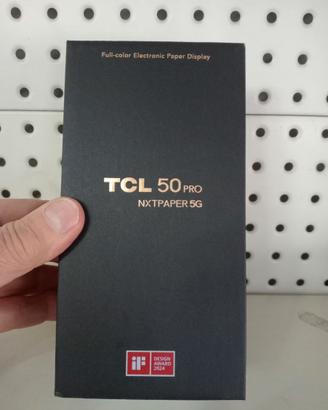 Full-color Electronic Paper Display
TCL 50 PRO
NXTPAPER 5G
iF
DESIGN
AWARD
2024